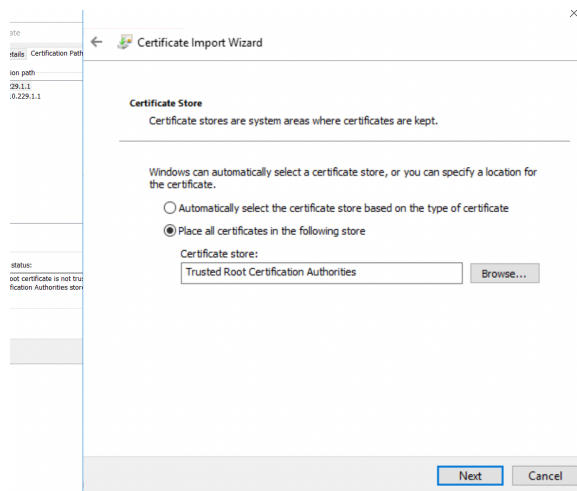 ate
etails Certification Path
ion path
29.1.1
.0.229.1.1
status:
oot certificate is not trus
fication Authorities store
Certificate Import Wizard
Certificate Store
Certificate stores are system areas where certificates are kept.
Windows can automatically select a certificate store, or you can specify a location for
the certificate.
Automatically select the certificate store based on the type of certificate
Place all certificates in the following store
Certificate store:
Trusted Root Certification Authorities
Browse...
Next Cancel